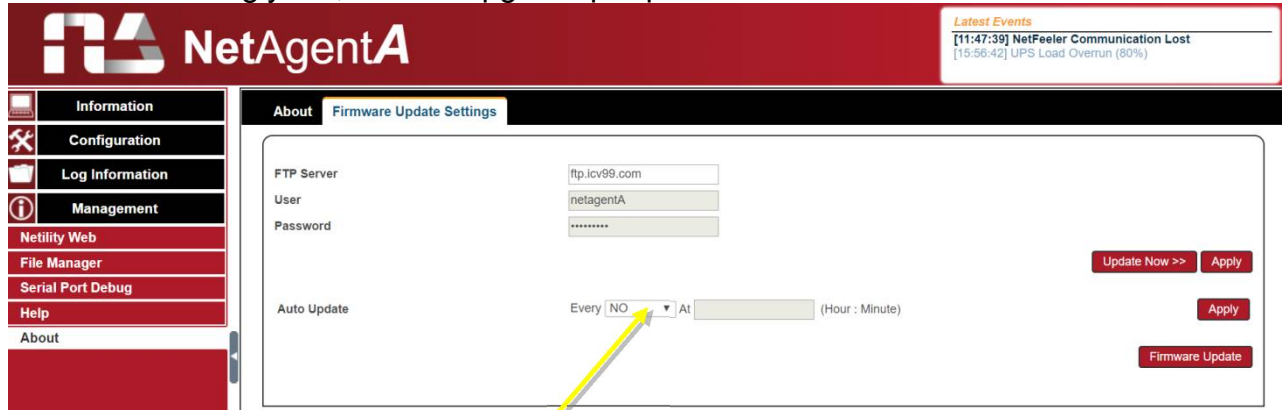 NetAgentA
Latest Events
[11:47:39] NetFeeler Communication Lost
[15:56:42] UPS Load Overrun (80%)
Information
Configuration
Log Information
Management
Netility Web
File Manager
Serial Port Debug
Help
About
About Firmware Update Settings
FTP Server ftp.icv99.com
User netagentA
Password •••••••••
Update Now >> Apply
Auto Update Every NO At (Hour : Minute) Apply
Firmware Update